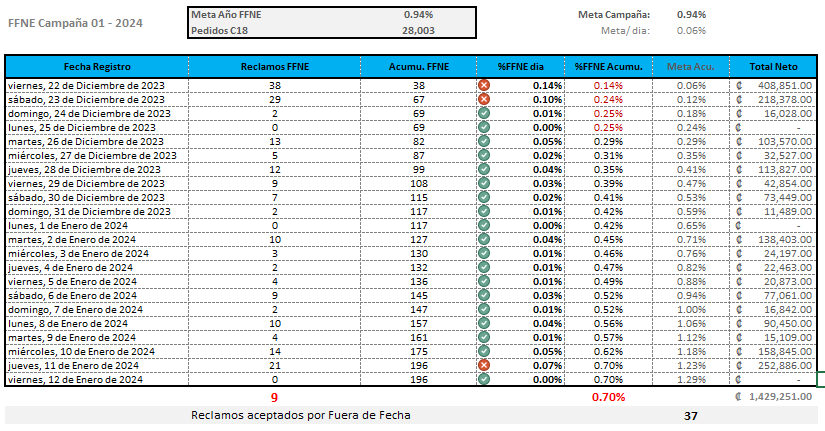 FFNE Campaña 01 - 2024
Meta Año FFNE 0.94%
Pedidos C18 28,003
Meta Campaña: 0.94%
Meta/ dia: 0.06%
Fecha Registro Reclamos FFNE Acumu. FFNE %FFNE dia %FFNE Acumu. Meta Acu. Total Neto
viernes, 22 de Diciembre de 2023 38 38 0.14% 0.14% 0.06% ₡ 408,851.00
sábado, 23 de Diciembre de 2023 29 67 0.10% 0.24% 0.12% ₡ 218,378.00
domingo, 24 de Diciembre de 2023 2 69 0.01% 0.25% 0.18% ₡ 16,028.00
lunes, 25 de Diciembre de 2023 0 69 0.00% 0.25% 0.24% ₡ -
martes, 26 de Diciembre de 2023 13 82 0.05% 0.29% 0.29% ₡ 103,570.00
miércoles, 27 de Diciembre de 2023 5 87 0.02% 0.31% 0.35% ₡ 32,527.00
jueves, 28 de Diciembre de 2023 12 99 0.04% 0.35% 0.41% ₡ 113,827.00
viernes, 29 de Diciembre de 2023 9 108 0.03% 0.39% 0.47% ₡ 42,854.00
sábado, 30 de Diciembre de 2023 7 115 0.02% 0.41% 0.53% ₡ 73,449.00
domingo, 31 de Diciembre de 2023 2 117 0.01% 0.42% 0.59% ₡ 11,489.00
lunes, 1 de Enero de 2024 0 117 0.00% 0.42% 0.65% ₡ -
martes, 2 de Enero de 2024 10 127 0.04% 0.45% 0.71% ₡ 138,403.00
miércoles, 3 de Enero de 2024 3 130 0.01% 0.46% 0.76% ₡ 24,197.00
jueves, 4 de Enero de 2024 2 132 0.01% 0.47% 0.82% ₡ 22,463.00
viernes, 5 de Enero de 2024 4 136 0.01% 0.49% 0.88% ₡ 20,873.00
sábado, 6 de Enero de 2024 9 145 0.03% 0.52% 0.94% ₡ 77,061.00
domingo, 7 de Enero de 2024 2 147 0.01% 0.52% 1.00% ₡ 16,842.00
lunes, 8 de Enero de 2024 10 157 0.04% 0.56% 1.06% ₡ 90,450.00
martes, 9 de Enero de 2024 4 161 0.01% 0.57% 1.12% ₡ 15,109.00
miércoles, 10 de Enero de 2024 14 175 0.05% 0.62% 1.18% ₡ 158,845.00
jueves, 11 de Enero de 2024 21 196 0.07% 0.70% 1.23% ₡ 252,886.00
viernes, 12 de Enero de 2024 0 196 0.00% 0.70% 1.29% ₡ -
9 0.70% ₡ 1,429,251.00
Reclamos aceptados por Fuera de Fecha 37